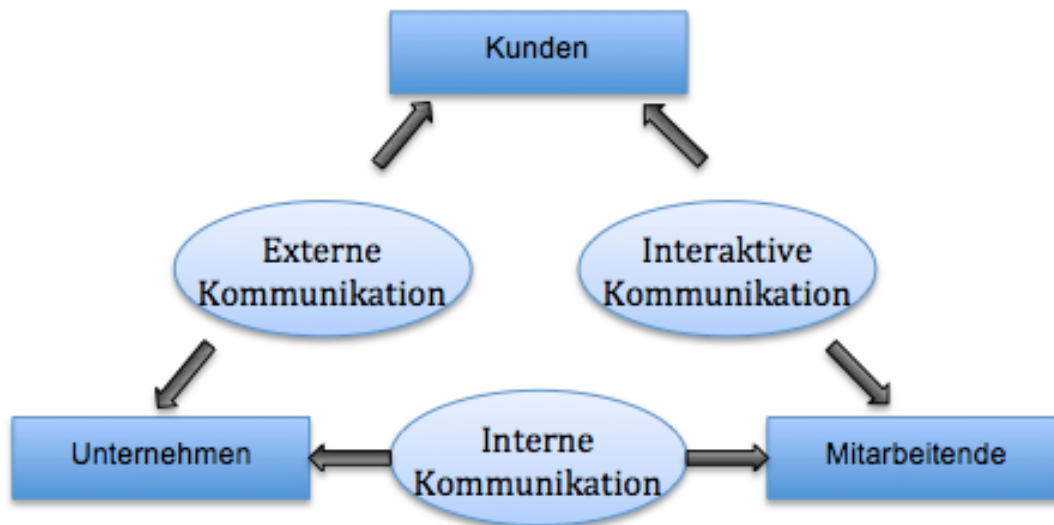 Kunden
Externe
Kommunikation
Interaktive
Kommunikation
Unternehmen
Interne
Kommunikation
Mitarbeitende